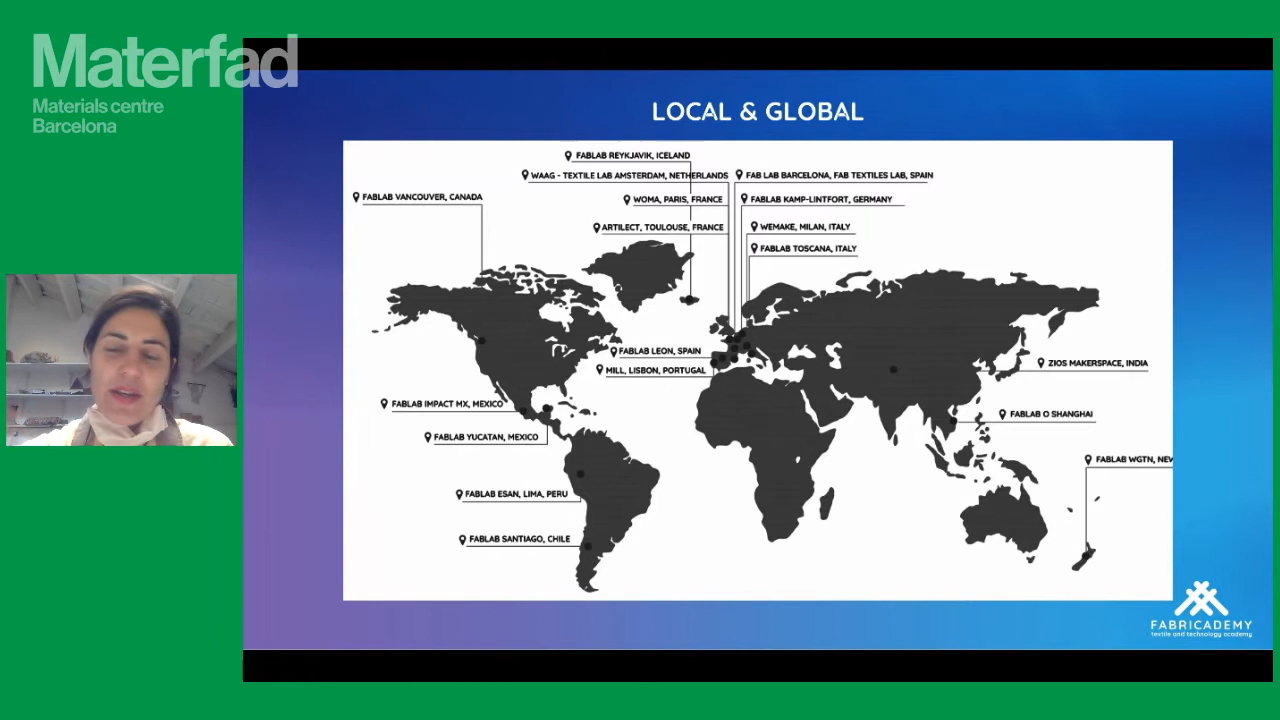 Materfad
Materials centre
Barcelona
LOCAL & GLOBAL
FABLAB REYKJAVIK, ICELAND
WAAG - TEXTILE LAB AMSTERDAM, NETHERLANDS
FAB LAB BARCELONA, FAB TEXTILES LAB, SPAIN
FABLAB VANCOUVER, CANADA
WOMA, PARIS, FRANCE
FABLAB KAMP-LINTFORT, GERMANY
ARTILECT, TOULOUSE, FRANCE
WEMAKE, MILAN, ITALY
FABLAB TOSCANA, ITALY
FABLAB LEON, SPAIN
MILL, LISBON, PORTUGAL
ZIOS MAKERSPACE, INDIA
FABLAB IMPACT MX, MEXICO
FABLAB O SHANGHAI
FABLAB YUCATAN, MEXICO
FABLAB WGTN, NEW
FABLAB ESAN, LIMA, PERU
FABLAB SANTIAGO, CHILE
FABRICADEMY
textile and technology academy